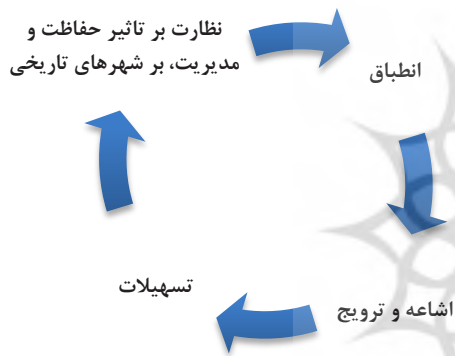 نظارت بر تاثیر حفاظت و
مدیریت، بر شهرهای تاریخی
انطباق
اشاعه و ترویج
تسهیلات